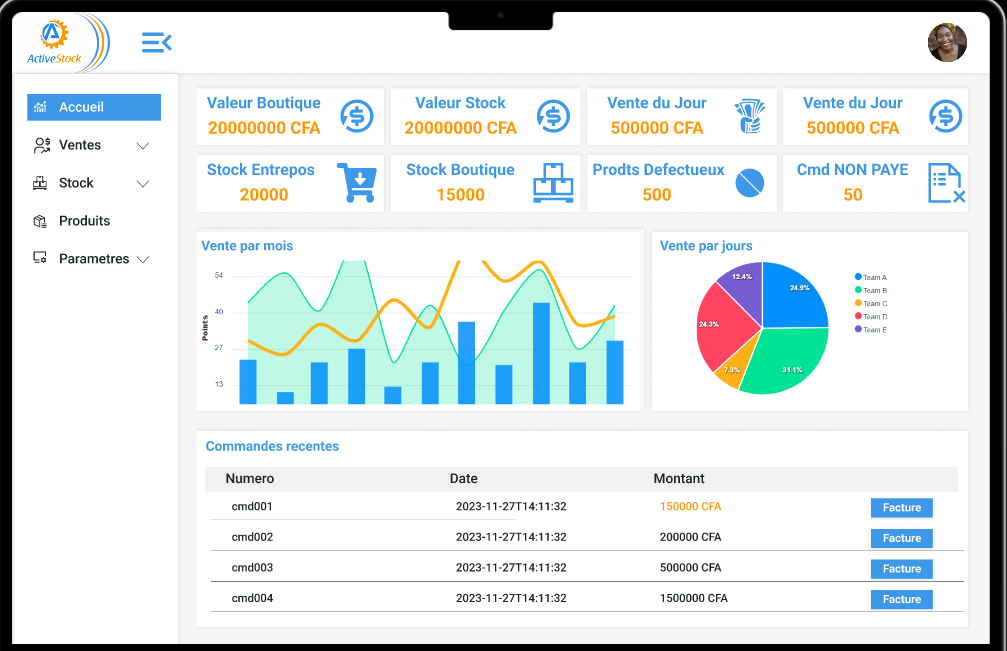 ActiveStock
Accueil
Ventes
Stock
Produits
Parametres
Valeur Boutique
20000000 CFA
Valeur Stock
20000000 CFA
Vente du Jour
500000 CFA
Vente du Jour
500000 CFA
Stock Entrepos
20000
Stock Boutique
15000
Prodts Defectueux
500
Cmd NON PAYE
50
Vente par mois
54
40
27
13
Points
Vente par jours
12.4%
24.9%
24.3%
7.3%
31.1%
Team A
Team B
Team C
Team D
Team E
Commandes recentes
Numero Date Montant
cmd001 2023-11-27T14:11:32 150000 CFA Facture
cmd002 2023-11-27T14:11:32 200000 CFA Facture
cmd003 2023-11-27T14:11:32 500000 CFA Facture
cmd004 2023-11-27T14:11:32 1500000 CFA Facture